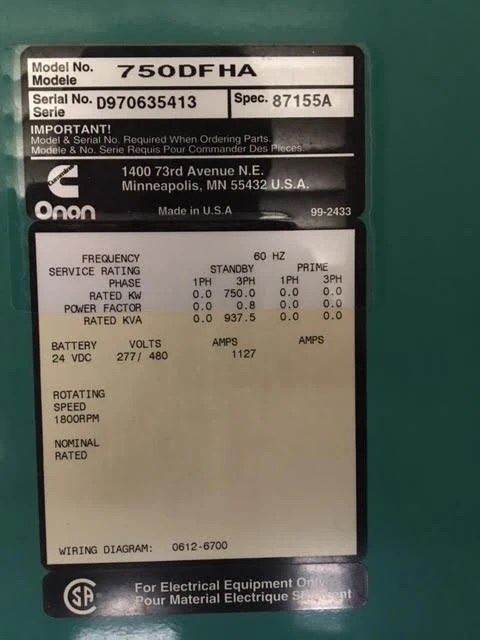 Model No. 750DFHA
Modele
Serial No. D970635413 Spec. 87155A
Serie
IMPORTANT!
Model & Serial No. Required When Ordering Parts.
Modele & No. Serie Requis Pour Commander Des Pieces.
1400 73rd Avenue N.E.
Minneapolis, MN 55432 U.S.A.
Onan Made in U.S.A 99-2433
FREQUENCY 60 HZ
SERVICE RATING STANDBY PRIME
PHASE 1PH 3PH 1PH 3PH
RATED KW 0.0 750.0 0.0 0.0
POWER FACTOR 0.0 0.8 0.0 0.0
RATED KVA 0.0 937.5 0.0 0.0
BATTERY VOLTS AMPS AMPS
24 VDC 277/ 480 1127
ROTATING
SPEED
1800RPM
NOMINAL
RATED
WIRING DIAGRAM: 0612-6700
For Electrical Equipment Only
Pour Material Electrique